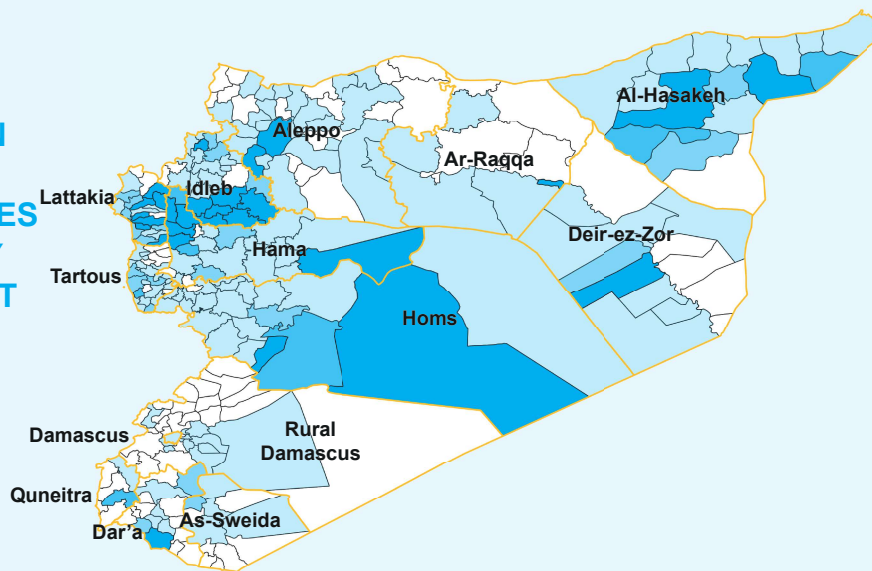 ES
T
Al-Hasakeh
Aleppo
Ar-Raqqa
Idleb
Lattakia
Deir-ez-Zor
Hama
Tartous
Homs
Rural
Damascus
Damascus
Quneitra
As-Sweida
Dar'a